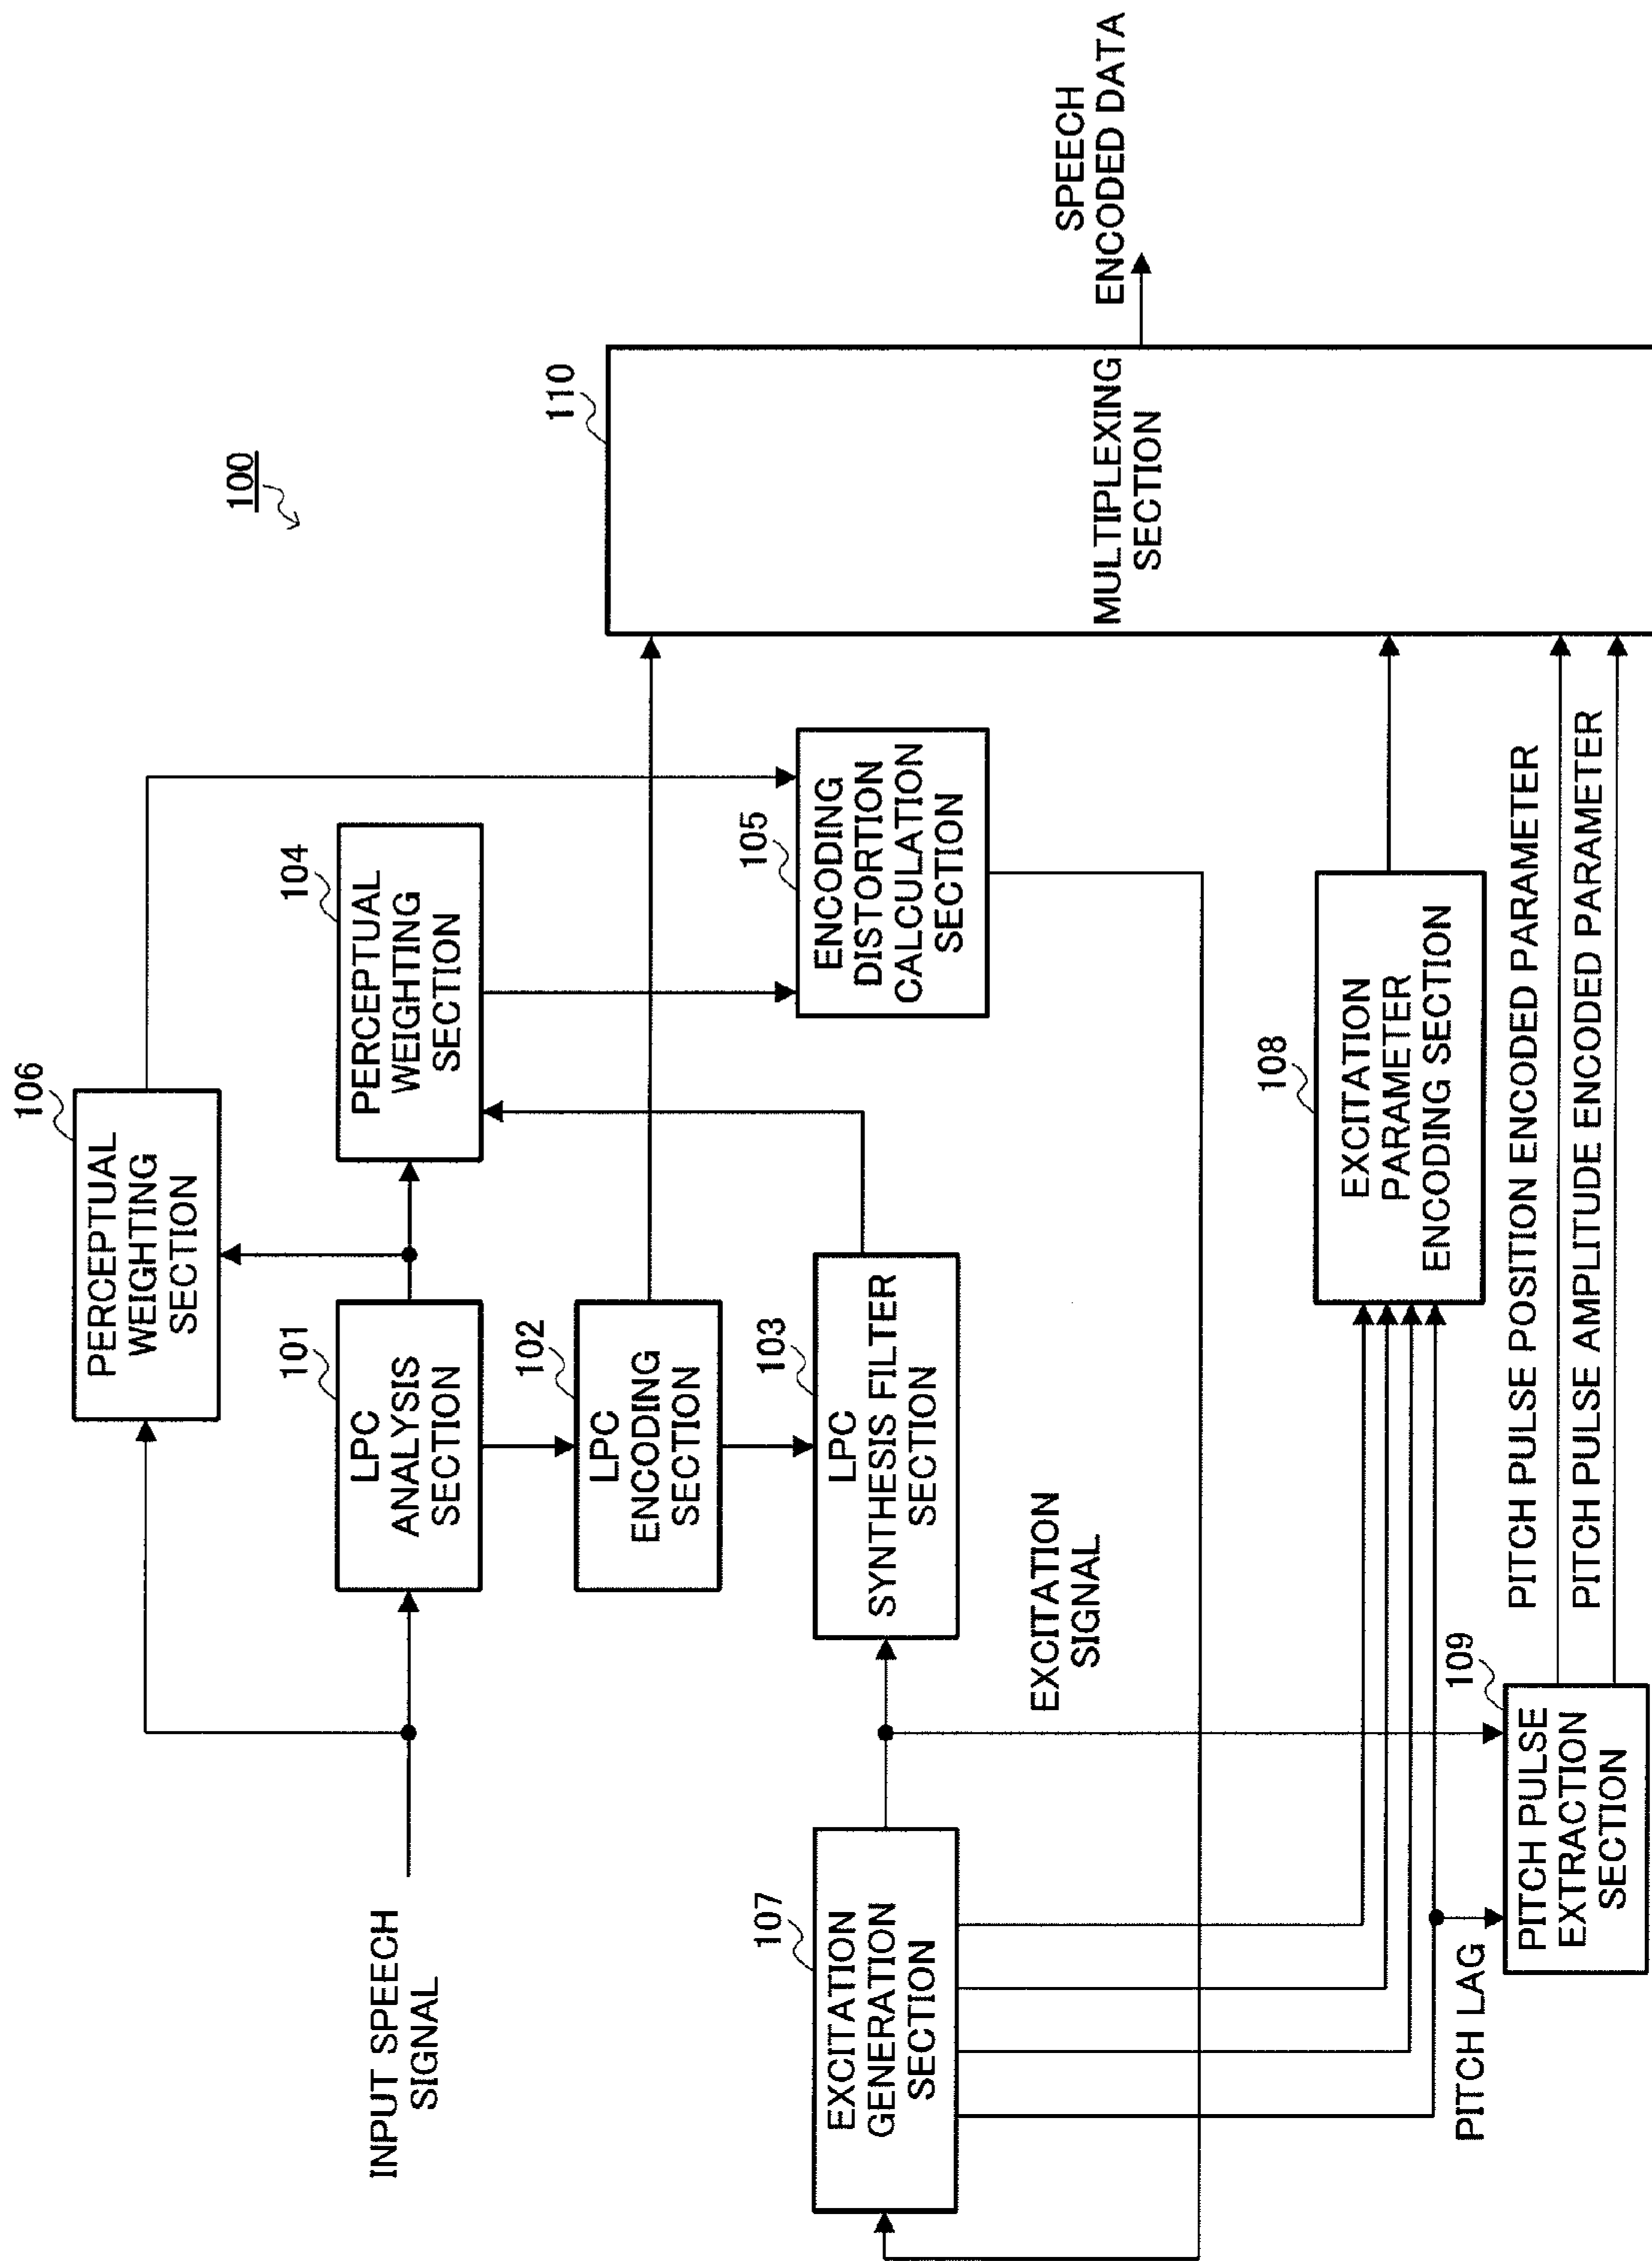 100
106
PERCEPTUAL
WEIGHTING
SECTION
INPUT SPEECH
SIGNAL
101
LPC
ANALYSIS
SECTION
104
PERCEPTUAL
WEIGHTING
SECTION
102
LPC
ENCODING
SECTION
105
ENCODING
DISTORTION
CALCULATION
SECTION
107
EXCITATION
GENERATION
SECTION
103
LPC
SYNTHESIS FILTER
SECTION
EXCITATION
SIGNAL
110
MULTIPLEXING
SECTION
SPEECH
ENCODED DATA
108
EXCITATION
PARAMETER
ENCODING SECTION
PITCH LAG
109
PITCH PULSE
EXTRACTION
SECTION
PITCH PULSE POSITION ENCODED PARAMETER
PITCH PULSE AMPLITUDE ENCODED PARAMETER